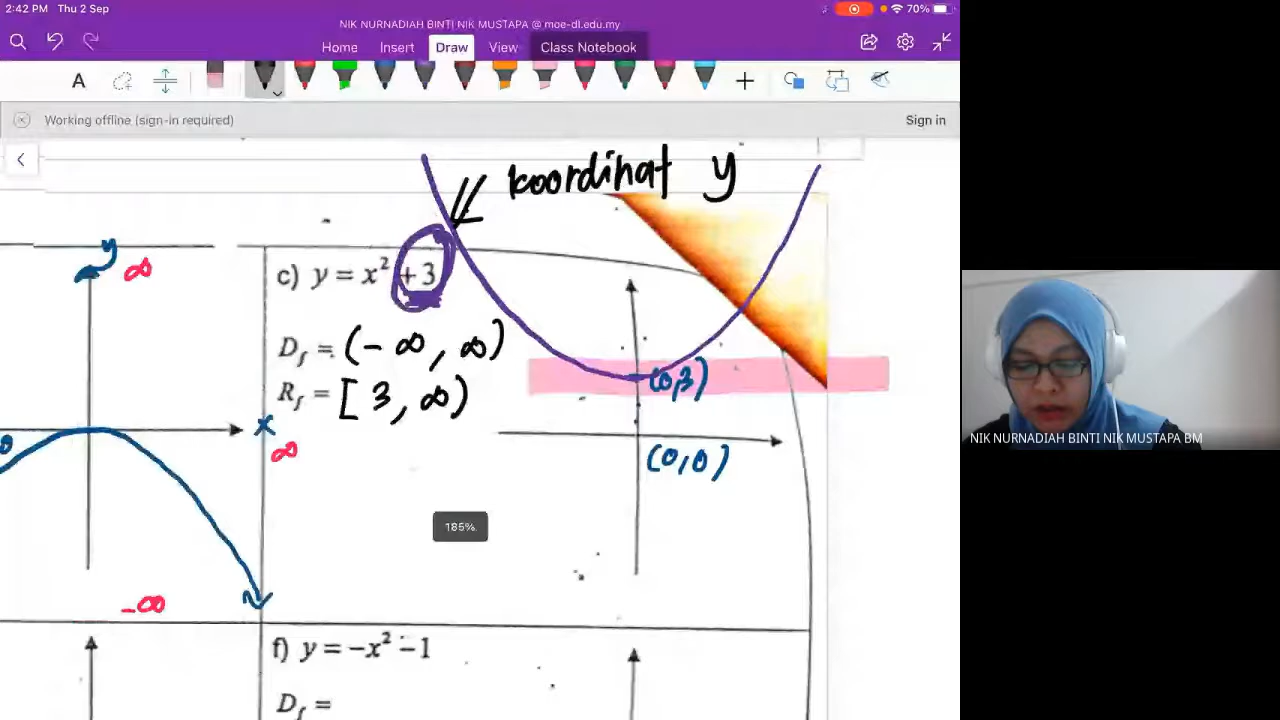 2:42 PM Thu 2 Sep
70%
NIK NURNADIAH BINTI NIK MUSTAPA @ moe-dl.edu.my
Home Insert Draw View Class Notebook
A
Working offline (sign-in required)
Sign in
koordinat y
y
∞
c) y = x² + 3
D_f = (-∞, ∞)
R_f = [3, ∞)
(0,3)
x
∞
(0,0)
185%
-∞
f) y = -x² - 1
D_f =
NIK NURNADIAH BINTI NIK MUSTAPA BM